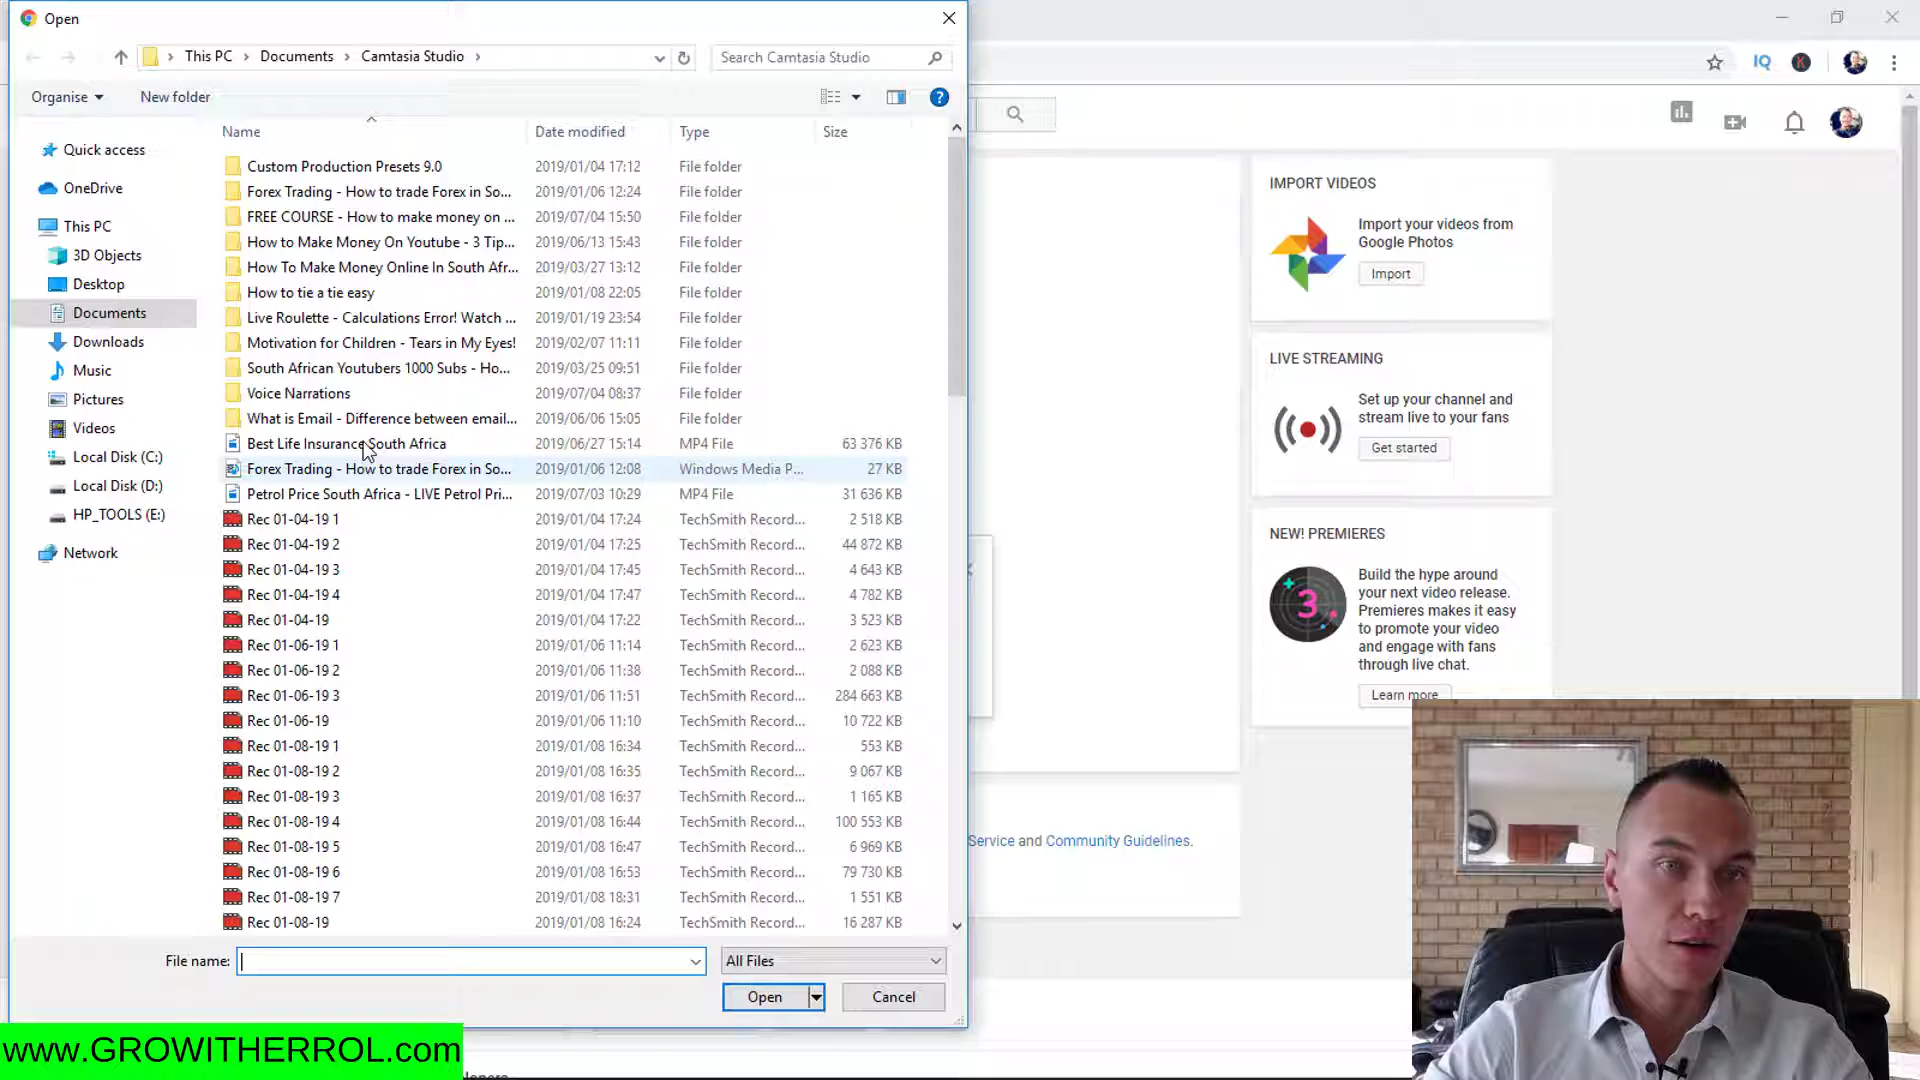 Open
This PC > Documents > Camtasia Studio >
Search Camtasia Studio
Organise
New folder
Name Date modified Type Size
Quick access
OneDrive
This PC
3D Objects
Desktop
Documents
Downloads
Music
Pictures
Videos
Local Disk (C:)
Local Disk (D:)
HP_TOOLS (E:)
Network
Custom Production Presets 9.0 2019/01/04 17:12 File folder
Forex Trading - How to trade Forex in So... 2019/01/06 12:24 File folder
FREE COURSE - How to make money on ... 2019/07/04 15:50 File folder
How to Make Money On Youtube - 3 Tip... 2019/06/13 15:43 File folder
How To Make Money Online In South Afr... 2019/03/27 13:12 File folder
How to tie a tie easy 2019/01/08 22:05 File folder
Live Roulette - Calculations Error! Watch ... 2019/01/19 23:54 File folder
Motivation for Children - Tears in My Eyes! 2019/02/07 11:11 File folder
South African Youtubers 1000 Subs - Ho... 2019/03/25 09:51 File folder
Voice Narrations 2019/07/04 08:37 File folder
What is Email - Difference between email... 2019/06/06 15:05 File folder
Best Life Insurance South Africa 2019/06/27 15:14 MP4 File 63 376 KB
Forex Trading - How to trade Forex in So... 2019/01/06 12:08 Windows Media P... 27 KB
Petrol Price South Africa - LIVE Petrol Pri... 2019/07/03 10:29 MP4 File 31 636 KB
Rec 01-04-19 1 2019/01/04 17:24 TechSmith Record... 2 518 KB
Rec 01-04-19 2 2019/01/04 17:25 TechSmith Record... 44 872 KB
Rec 01-04-19 3 2019/01/04 17:45 TechSmith Record... 4 643 KB
Rec 01-04-19 4 2019/01/04 17:47 TechSmith Record... 4 782 KB
Rec 01-04-19 2019/01/04 17:22 TechSmith Record... 3 523 KB
Rec 01-06-19 1 2019/01/06 11:14 TechSmith Record... 2 623 KB
Rec 01-06-19 2 2019/01/06 11:38 TechSmith Record... 2 088 KB
Rec 01-06-19 3 2019/01/06 11:51 TechSmith Record... 284 663 KB
Rec 01-06-19 2019/01/06 11:10 TechSmith Record... 10 722 KB
Rec 01-08-19 1 2019/01/08 16:34 TechSmith Record... 553 KB
Rec 01-08-19 2 2019/01/08 16:35 TechSmith Record... 9 067 KB
Rec 01-08-19 3 2019/01/08 16:37 TechSmith Record... 1 165 KB
Rec 01-08-19 4 2019/01/08 16:44 TechSmith Record... 100 553 KB
Rec 01-08-19 5 2019/01/08 16:47 TechSmith Record... 6 969 KB
Rec 01-08-19 6 2019/01/08 16:53 TechSmith Record... 79 730 KB
Rec 01-08-19 7 2019/01/08 18:31 TechSmith Record... 1 551 KB
Rec 01-08-19 2019/01/08 16:24 TechSmith Record... 16 287 KB
File name:
All Files
Open
Cancel
IQ
K
IMPORT VIDEOS
Import your videos from
Google Photos
Import
LIVE STREAMING
Set up your channel and
stream live to your fans
Get started
NEW! PREMIERES
3
Build the hype around
your next video release.
Premieres makes it easy
to promote your video
and engage with fans
through live chat.
Learn more
Service and Community Guidelines.
www.GROWITHERROL.com